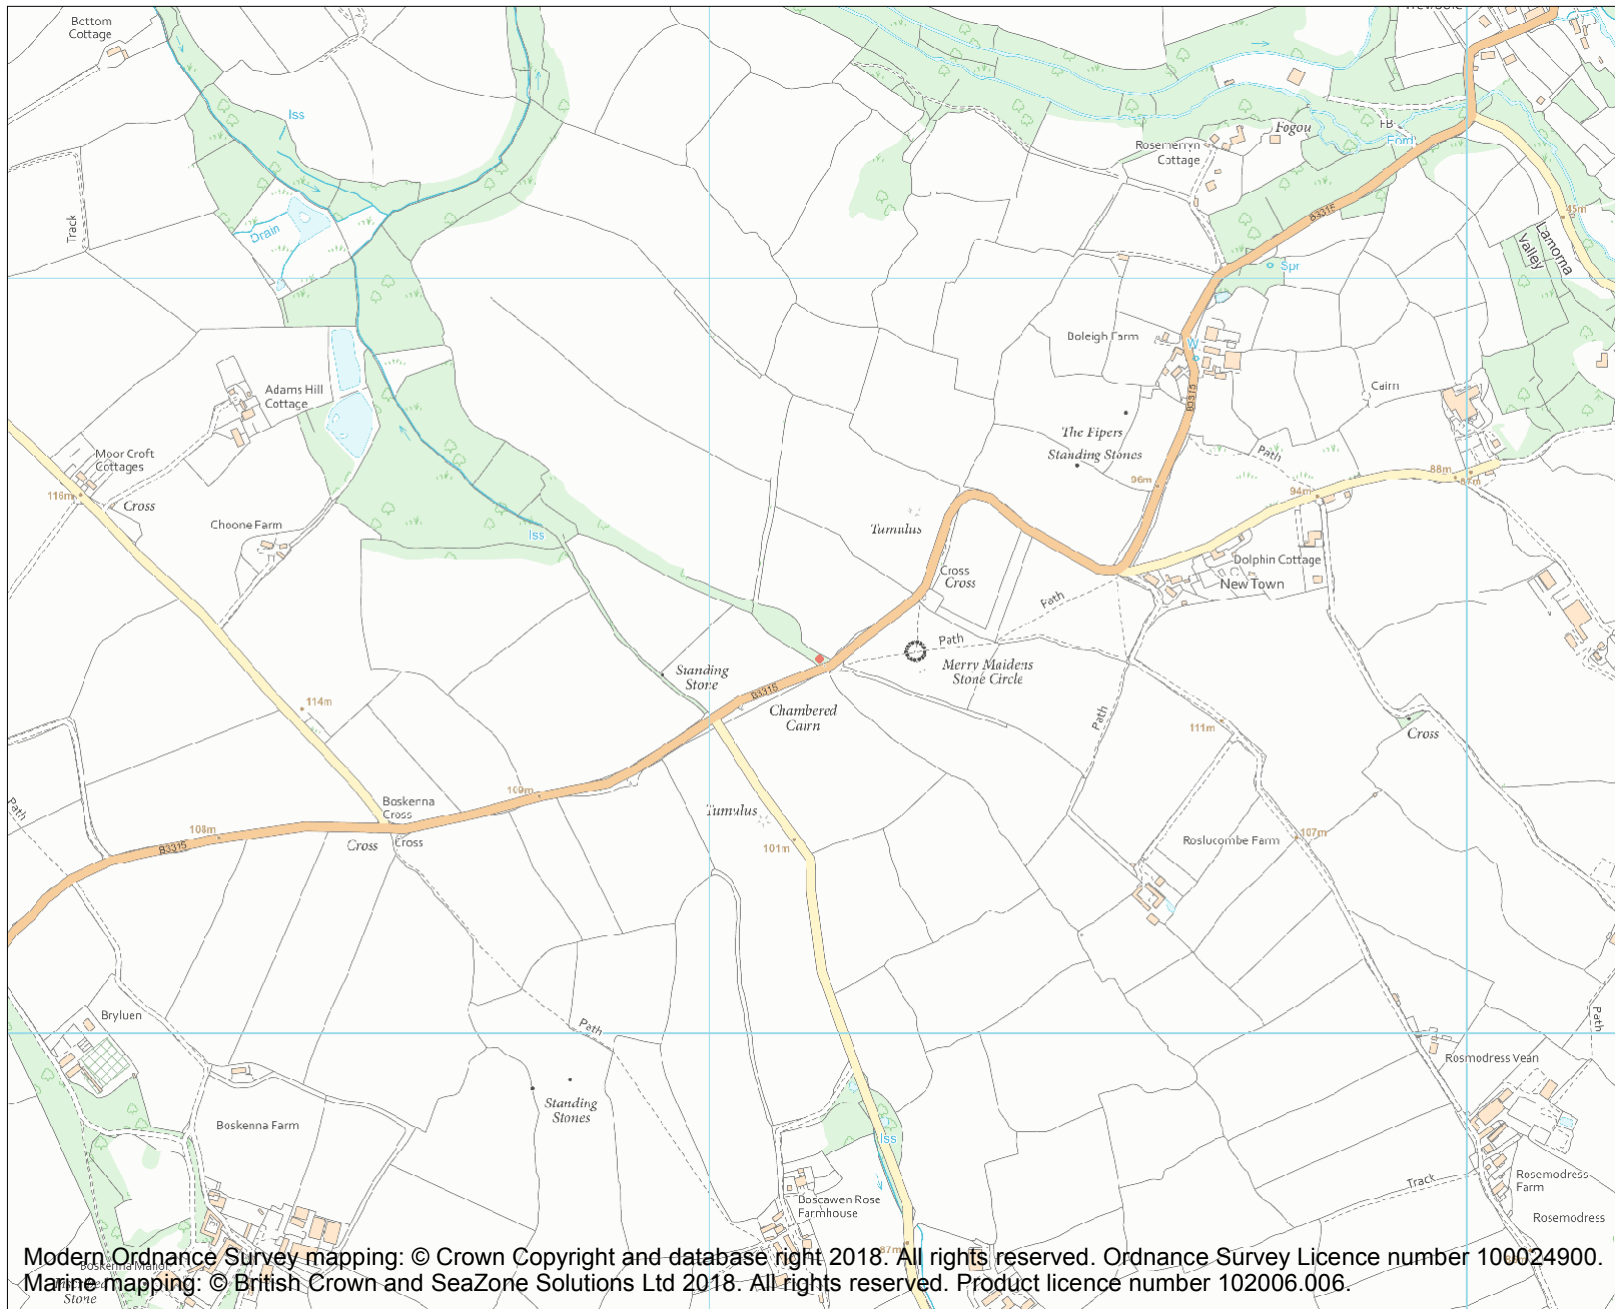 Bottom
Cottage
Iss
Fogou
FB
Ford
Rosemerryn
Cottage
Track
Drain
B3315
45m
Lamorna
Valley
Spr
Boleigh Farm
W
Adams Hill
Cottage
B3315
Cairn
The Pipers
Standing Stones
Path
Moor Croft
Cottages
116m
Cross
96m
94m
88m
87m
Choone Farm
Iss
Tumulus
Cross
Cross
Dolphin Cottage
New Town
Path
Path
Merry Maidens
Stone Circle
Standing
Stone
B3315
Chambered
Cairn
114m
Path
111m
Cross
Path
109m
Boskenna
Cross
Tumulus
101m
108m
B3315
Cross
Cross
Roslucombe Farm
107m
Bryluen
Path
Path
Rosmodress Vean
Standing
Stones
Boskenna Farm
Iss
Track
Rosemodress
Farm
Boscawen Rose
Farmhouse
Rosemodress
87m
Modern Ordnance Survey mapping: © Crown Copyright and database right 2018. All rights reserved. Ordnance Survey Licence number 100024900.
Boskenna Manor
Marine mapping: © British Crown and SeaZone Solutions Ltd 2018. All rights reserved. Product licence number 102006.006.
Stone